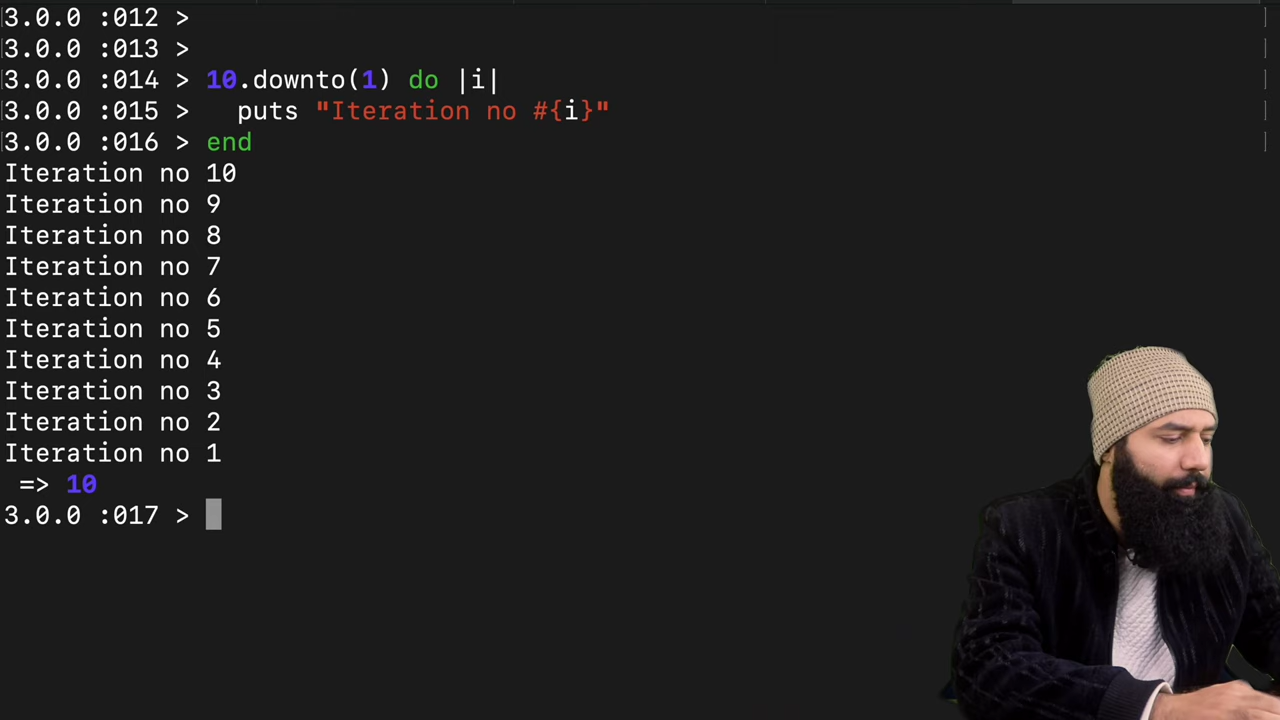 3.0.0 :012 >
3.0.0 :013 >
3.0.0 :014 > 10.downto(1) do |i|
3.0.0 :015 >   puts "Iteration no #{i}"
3.0.0 :016 > end
Iteration no 10
Iteration no 9
Iteration no 8
Iteration no 7
Iteration no 6
Iteration no 5
Iteration no 4
Iteration no 3
Iteration no 2
Iteration no 1
 => 10
3.0.0 :017 >